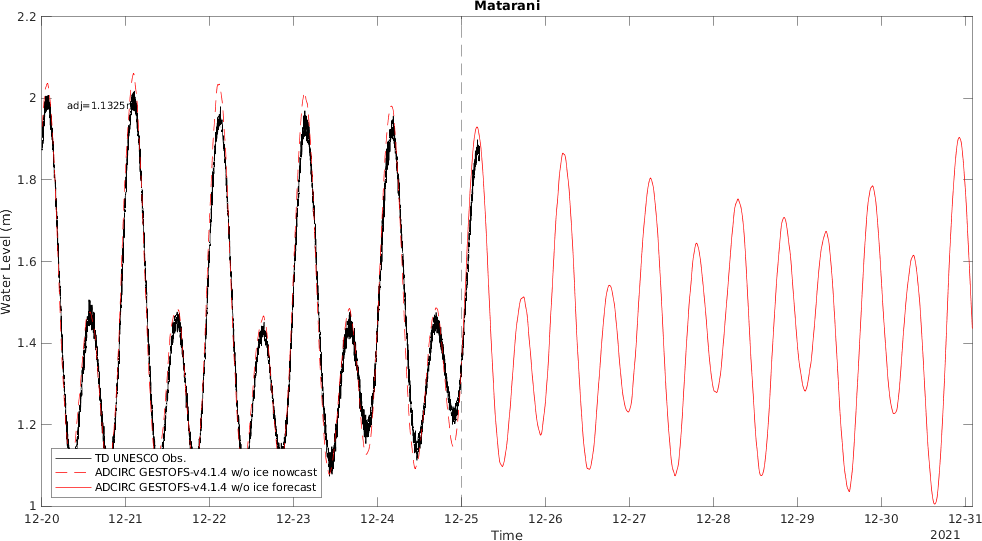 Matarani
2.2
2
1.8
1.6
1.4
1.2
1
Water Level (m)
adj=1.1325
TD UNESCO Obs.
ADCIRC GESTOFS-v4.1.4 w/o ice nowcast
ADCIRC GESTOFS-v4.1.4 w/o ice forecast
12-20 12-21 12-22 12-23 12-24 12-25 12-26 12-27 12-28 12-29 12-30 12-31
Time
2021